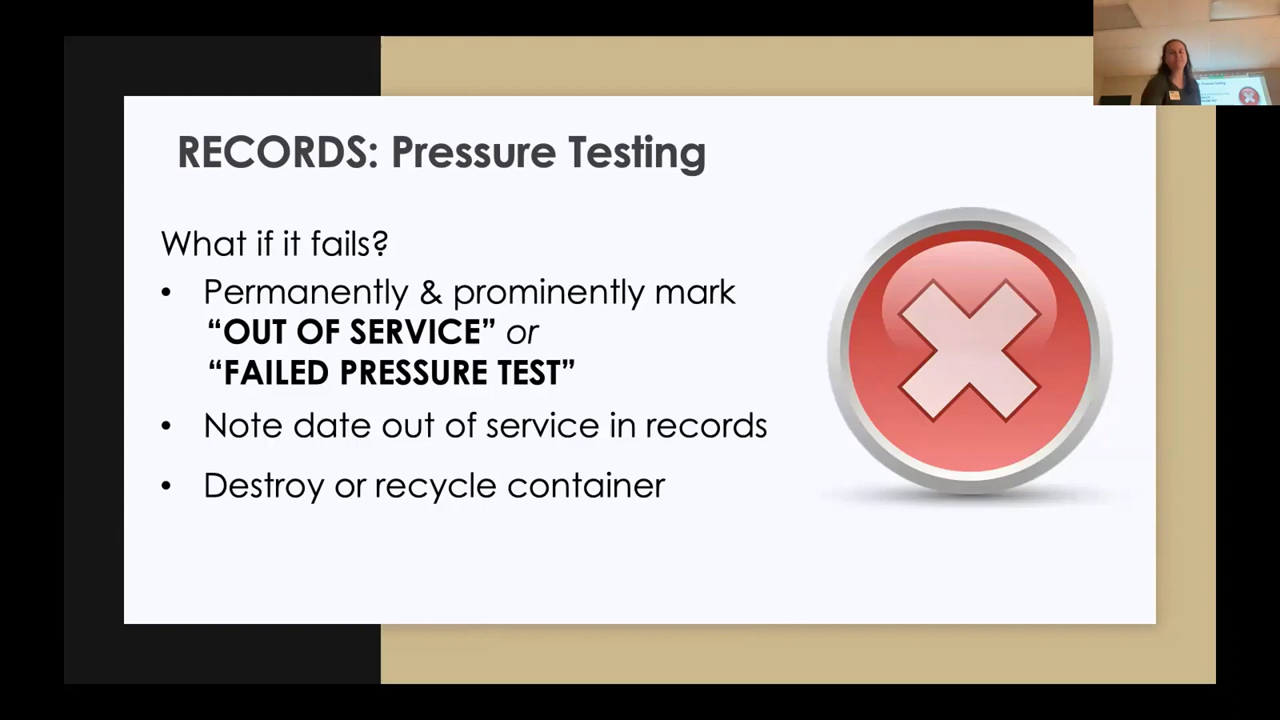 RECORDS: Pressure Testing
What if it fails?
• Permanently & prominently mark
“OUT OF SERVICE” or
“FAILED PRESSURE TEST”
• Note date out of service in records
• Destroy or recycle container